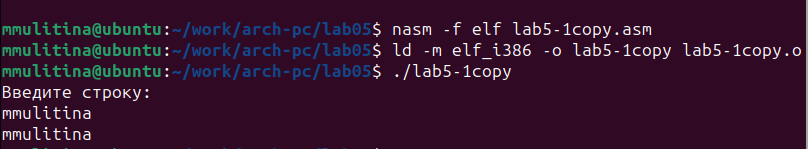 mmulitina@ubuntu:~/work/arch-pc/lab05$ nasm -f elf lab5-1copy.asm
mmulitina@ubuntu:~/work/arch-pc/lab05$ ld -m elf_i386 -o lab5-1copy lab5-1copy.o
mmulitina@ubuntu:~/work/arch-pc/lab05$ ./lab5-1copy
Введите строку:
mmulitina
mmulitina